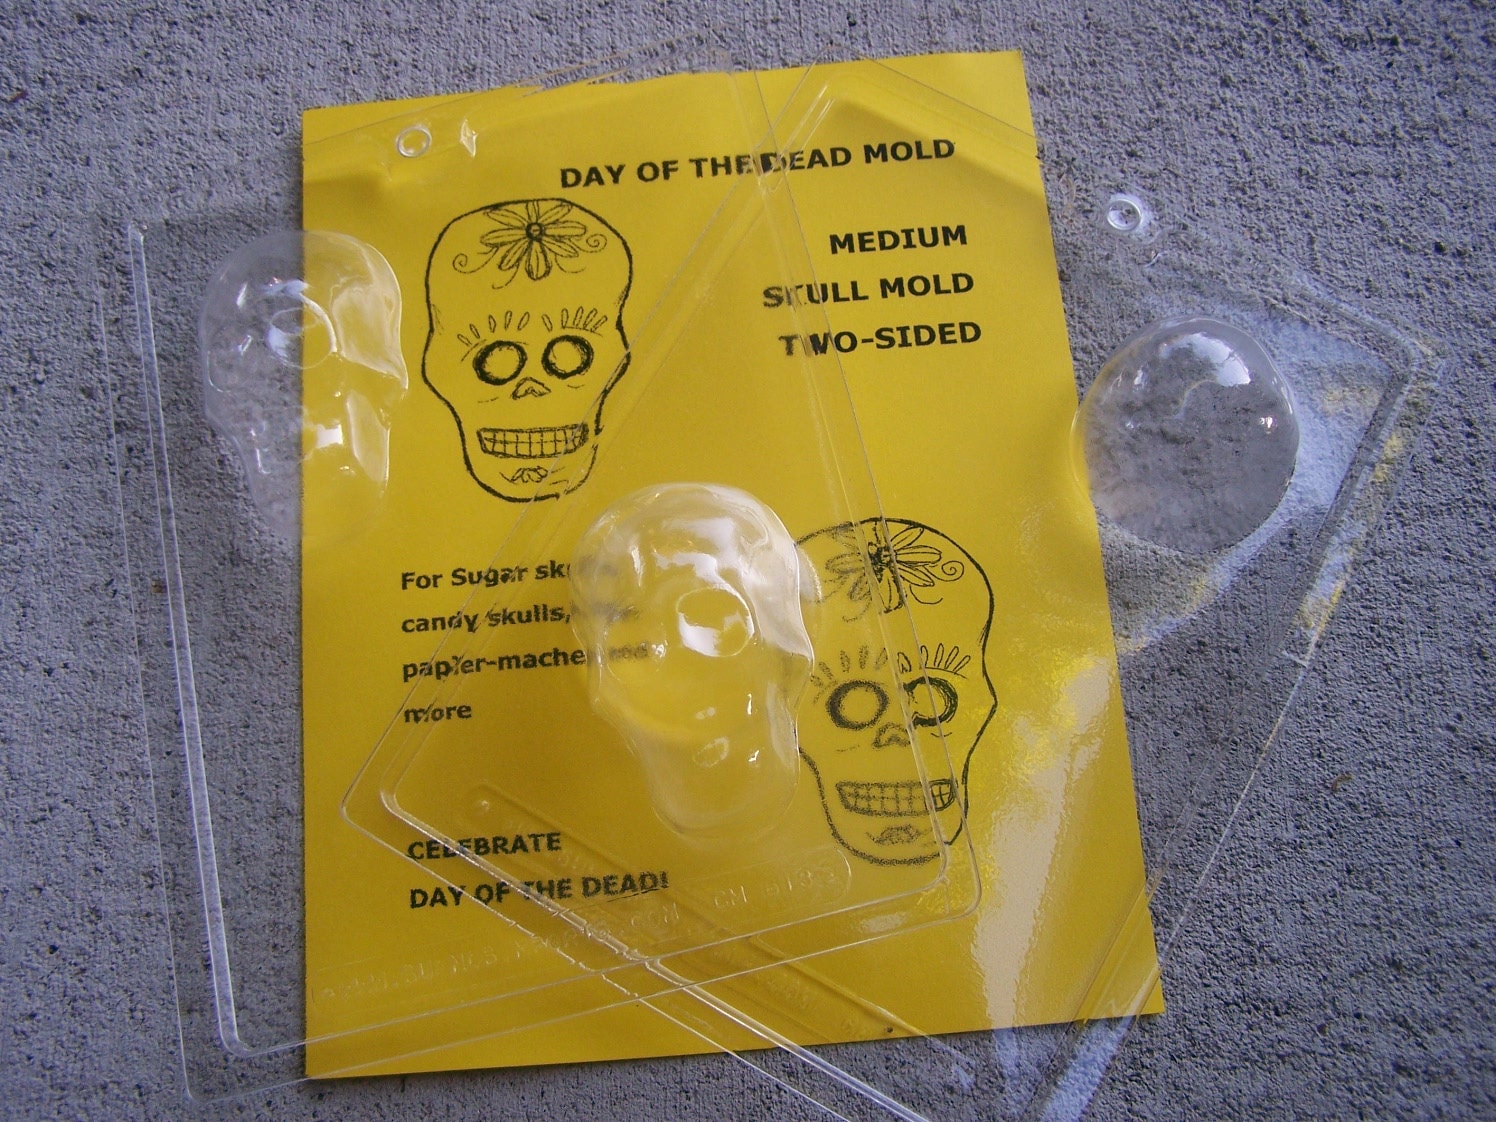 DAY OF THE DEAD MOLD
MEDIUM
SKULL MOLD
TWO-SIDED
For Sugar
candy skulls,
papier-mache
more
CELEBRATE
DAY OF THE DEAD!